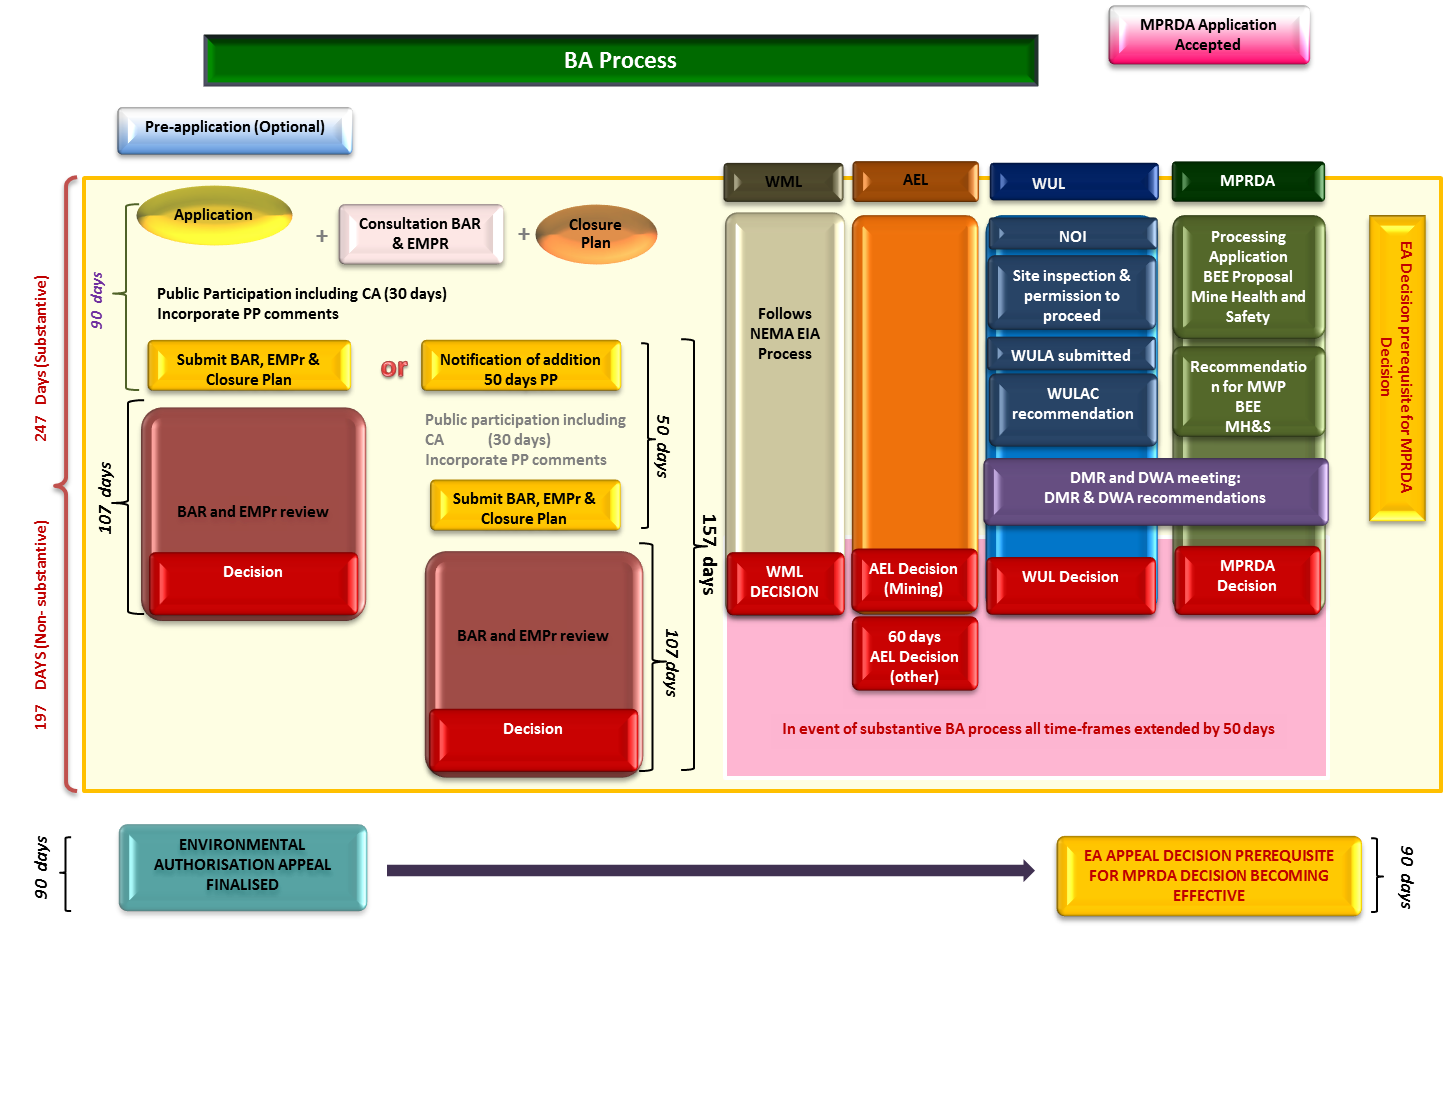 MPRDA Application
Accepted
BA Process
Pre-application (Optional)
WML
AEL
WUL
MPRDA
Application
+
Consultation BAR
& EMPR
+
Closure
Plan
90 days
Public Participation including CA (30 days)
Incorporate PP comments
Submit BAR, EMPr &
Closure Plan
or
Notification of addition
50 days PP
Public participation including
CA (30 days)
Incorporate PP comments
Submit BAR, EMPr &
Closure Plan
50 days
107 days
BAR and EMPr review
Decision
BAR and EMPr review
Decision
107 days
157 days
247 Days (Substantive)
197 DAYS (Non- substantive)
Follows
NEMA EIA
Process
WML
DECISION
AEL Decision
(Mining)
60 days
AEL Decision
(other)
NOI
Site inspection &
permission to
proceed
WULA submitted
WULAC
recommendation
Processing
Application
BEE Proposal
Mine Health and
Safety
Recommendatio
n for MWP
BEE
MH&S
DMR and DWA meeting:
DMR & DWA recommendations
WUL Decision
MPRDA
Decision
EA Decision prerequisite for MPRDA
Decision
In event of substantive BA process all time-frames extended by 50 days
90 days
ENVIRONMENTAL
AUTHORISATION APPEAL
FINALISED
EA APPEAL DECISION PREREQUISITE
FOR MPRDA DECISION BECOMING
EFFECTIVE
90 days